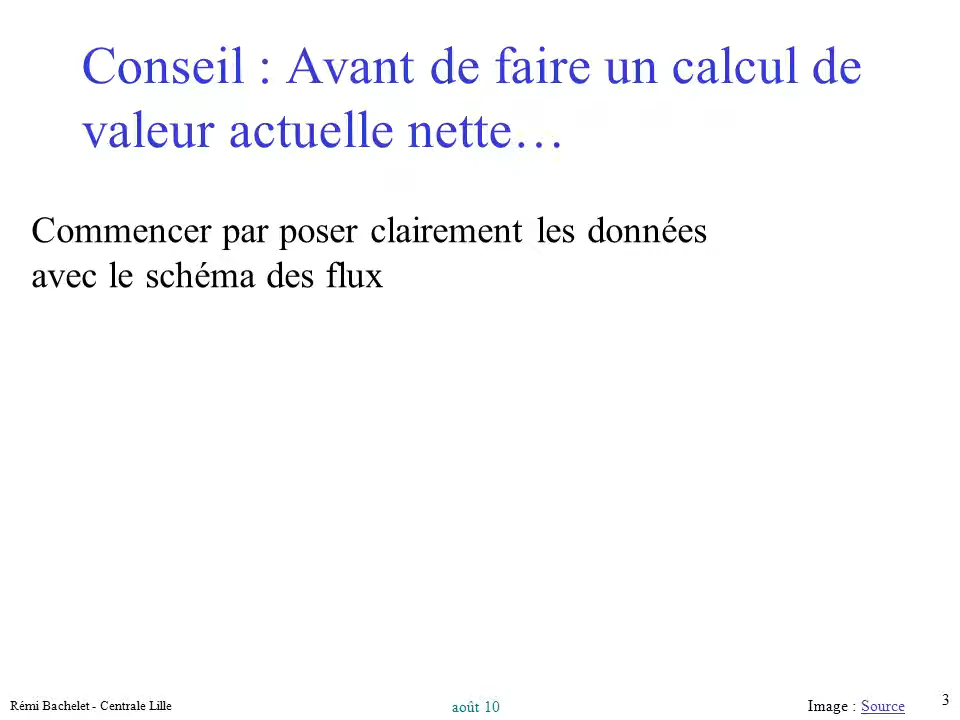 Conseil : Avant de faire un calcul de
valeur actuelle nette…
Commencer par poser clairement les données
avec le schéma des flux
Rémi Bachelet - Centrale Lille
août 10
Image : Source
3